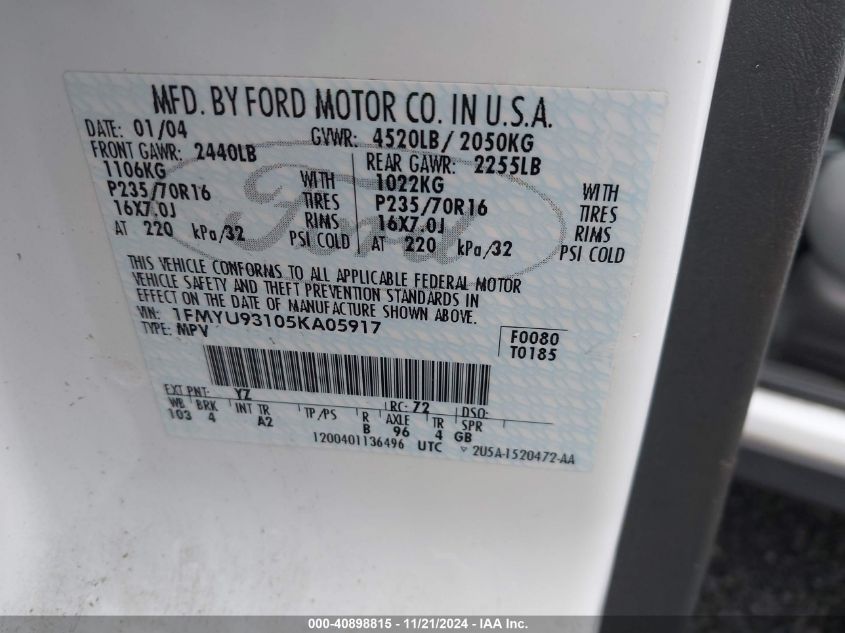 MFD. BY FORD MOTOR CO. IN U.S.A.
DATE: 01/04 GVWR: 4520LB/ 2050KG
FRONT GAWR: 2440LB REAR GAWR: 2255LB
1106KG WITH 1022KG WITH
P235/70R16 TIRES P235/70R16 TIRES
16X7.0J RIMS 16X7.0J RIMS
AT 220 kPa/32 PSI COLD AT 220 kPa/32 PSI COLD
Ford
THIS VEHICLE CONFORMS TO ALL APPLICABLE FEDERAL MOTOR
VEHICLE SAFETY AND THEFT PREVENTION STANDARDS IN
EFFECT ON THE DATE OF MANUFACTURE SHOWN ABOVE.
VIN: 1FMYU93105KA05917
TYPE: MPV
F0080
T0185
EXT PNT: YZ RC: 72 DSO:
WB BRK INT TR TP/PS R AXLE TR SPR
103 4 A2 B 96 4 GB
1200401136496 UTC ▽ 2U5A-1520472-AA
000-40898815 - 11/21/2024 - IAA Inc.